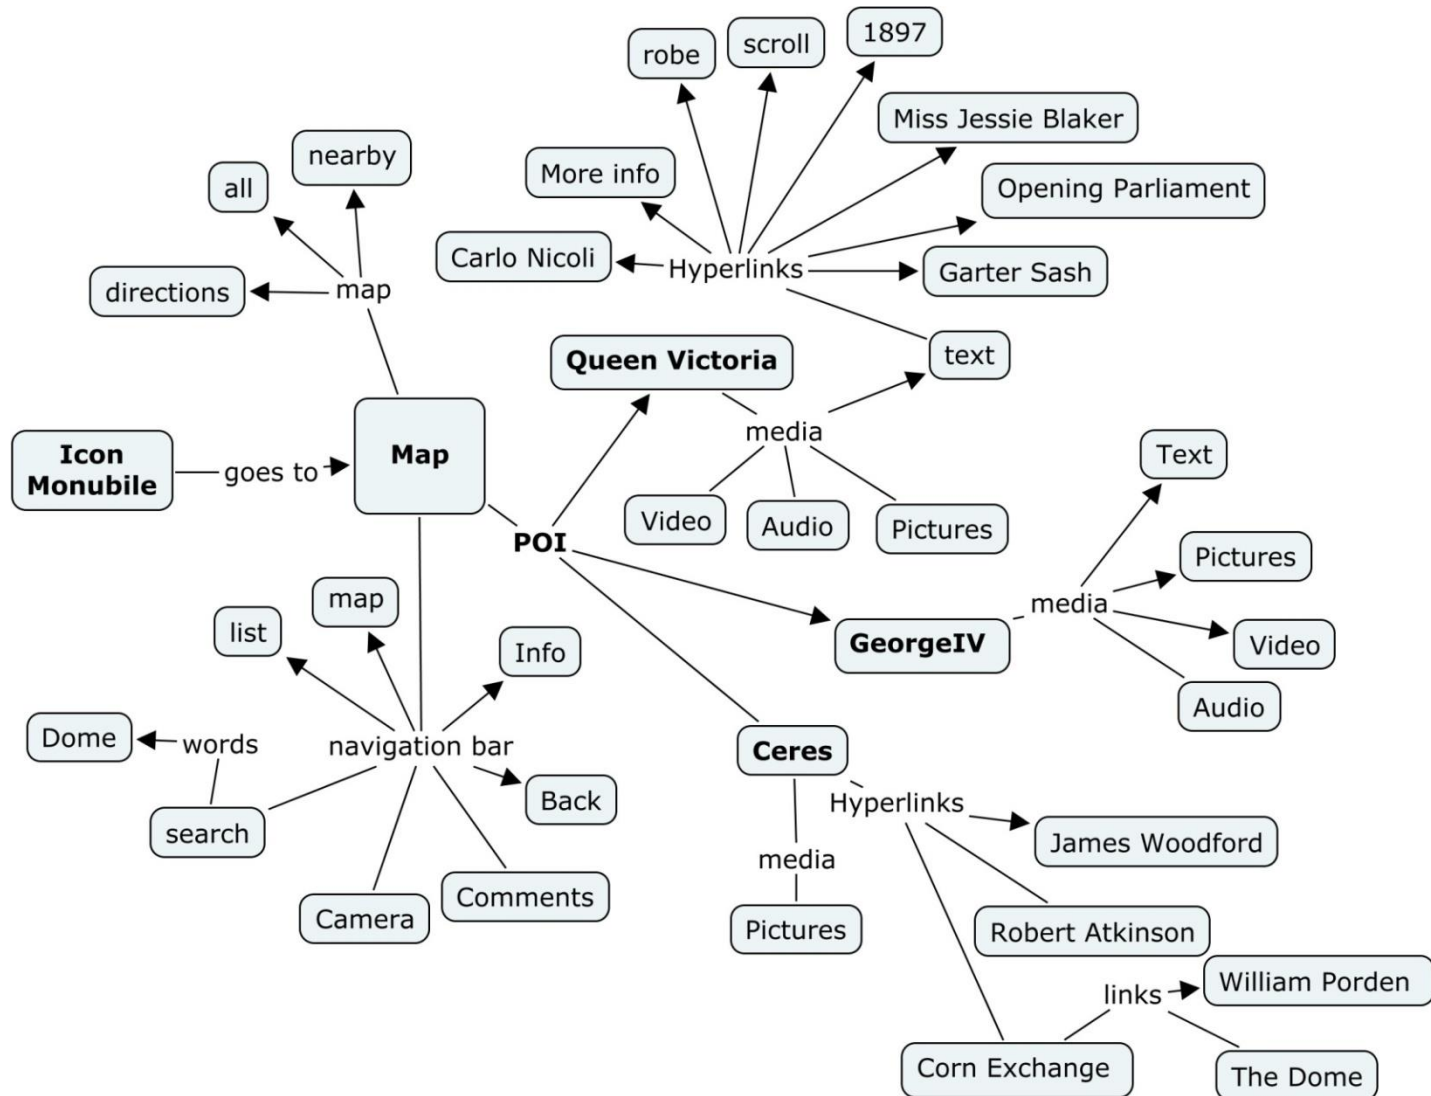 1897
scroll
robe
Miss Jessie Blaker
nearby
More info
all
Opening Parliament
Carlo Nicoli
Hyperlinks
Garter Sash
directions
map
Queen Victoria
text
media
Icon
Monubile
goes to
Map
Text
Video
Audio
Pictures
POI
Pictures
map
media
list
Info
GeorgeIV
Video
Audio
Dome
words
navigation bar
Ceres
Back
Hyperlinks
search
James Woodford
media
Camera
Comments
Pictures
Robert Atkinson
William Porden
links
Corn Exchange
The Dome